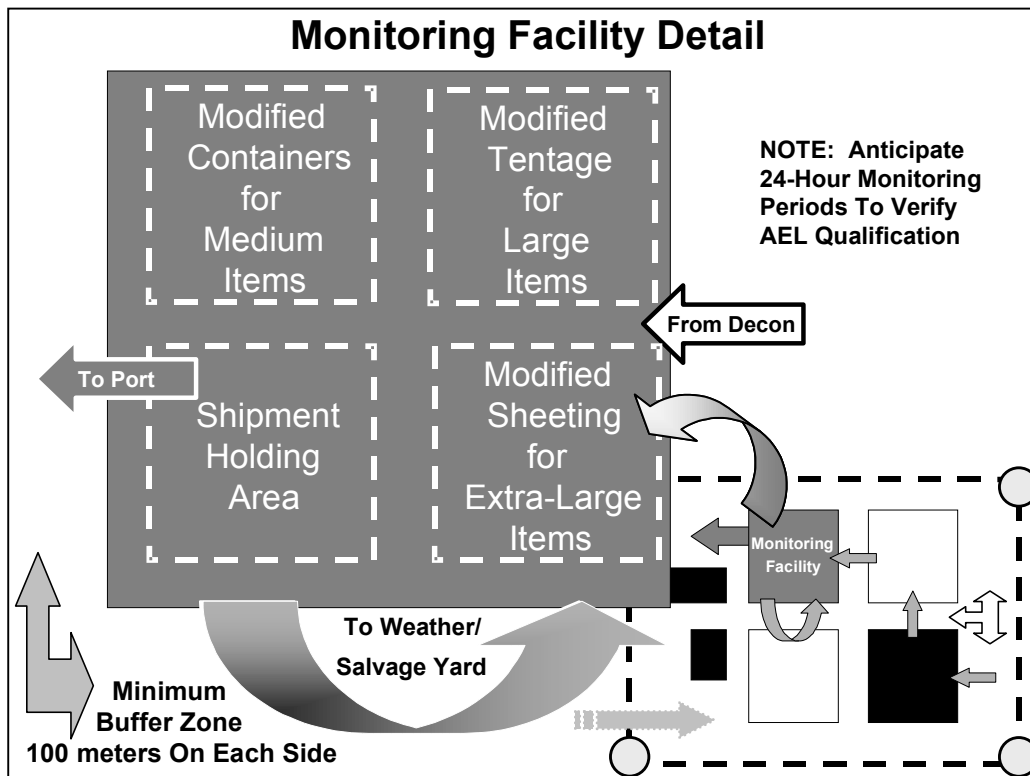 Monitoring Facility Detail
Modified
Containers
for
Medium
Items
Modified
Tentage
for
Large
Items
NOTE: Anticipate
24-Hour Monitoring
Periods To Verify
AEL Qualification
From Decon
To Port
Shipment
Holding
Area
Modified
Sheeting
for
Extra-Large
Items
Monitoring
Facility
To Weather/
Salvage Yard
Minimum
Buffer Zone
100 meters On Each Side